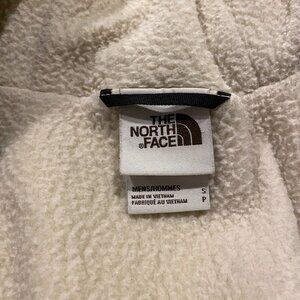 THE
NORTH
®FACE
MENS/HOMMES S
MADE IN VIETNAM P
FABRIQUÉ AU VIETNAM